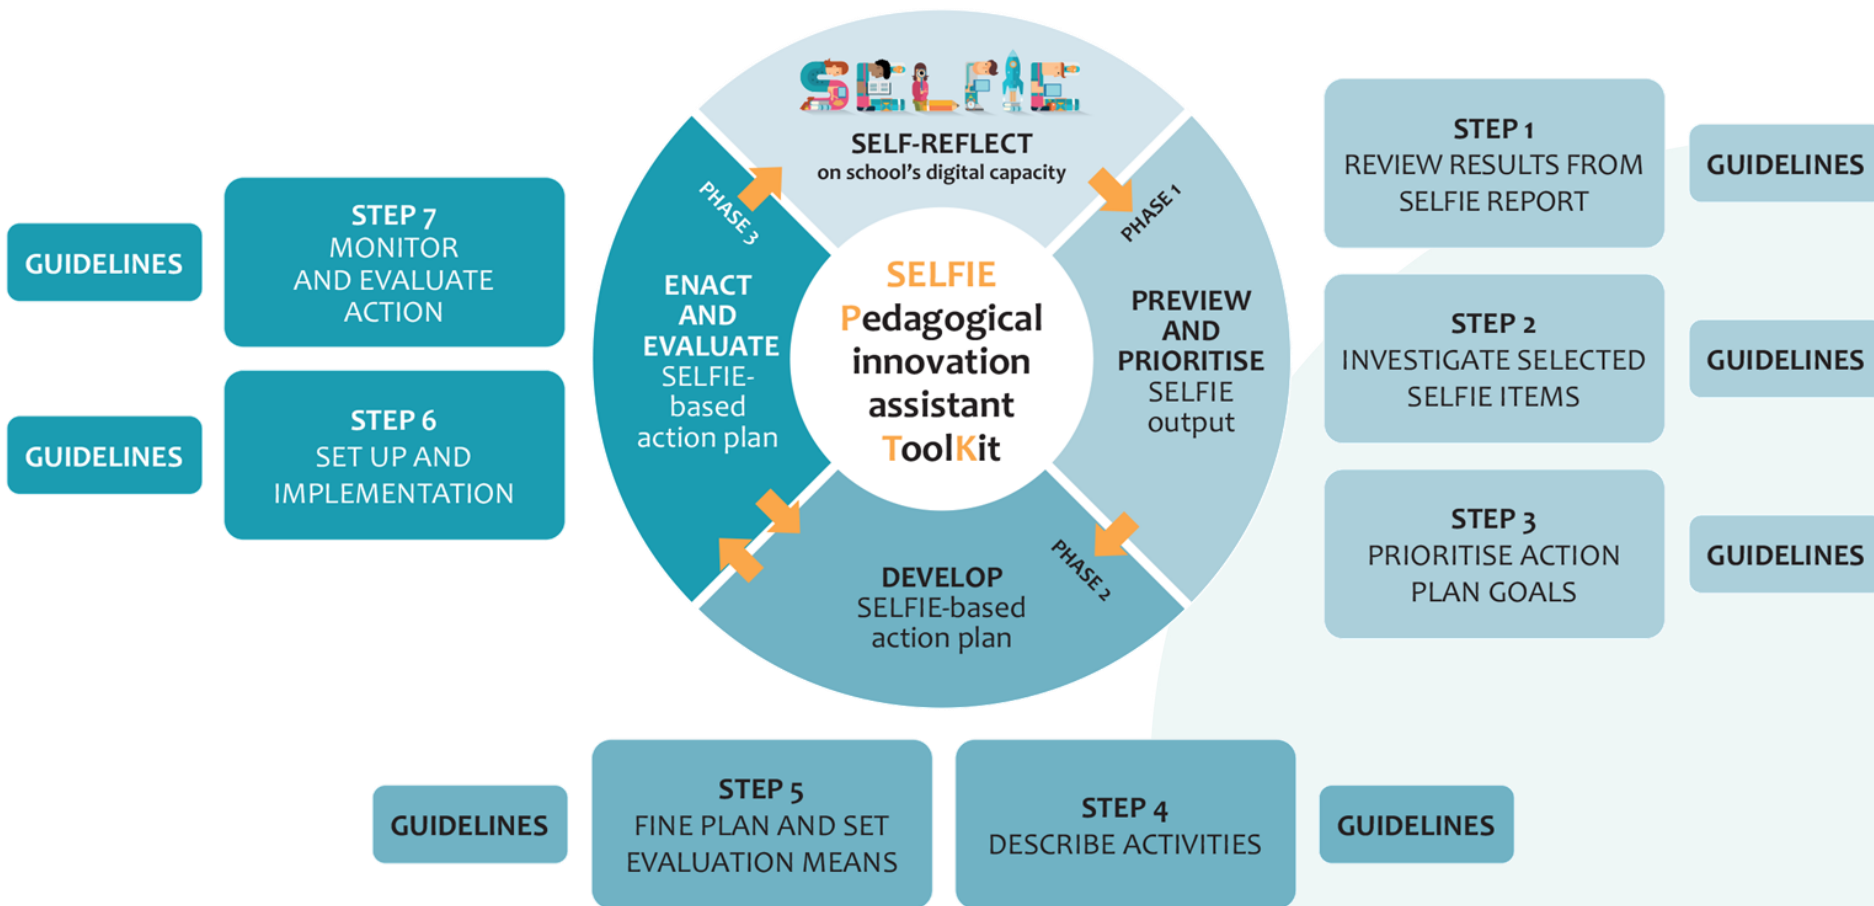 SELFIE
SELF-REFLECT
on school's digital capacity
PHASE 1
PREVIEW
AND
PRIORITISE
SELFIE
output
STEP 1
REVIEW RESULTS FROM
SELFIE REPORT
GUIDELINES
STEP 2
INVESTIGATE SELECTED
SELFIE ITEMS
GUIDELINES
STEP 3
PRIORITISE ACTION
PLAN GOALS
GUIDELINES
PHASE 2
DEVELOP
SELFIE-based
action plan
STEP 4
DESCRIBE ACTIVITIES
GUIDELINES
STEP 5
FINE PLAN AND SET
EVALUATION MEANS
GUIDELINES
PHASE 3
ENACT
AND
EVALUATE
SELFIE-
based
action plan
STEP 6
SET UP AND
IMPLEMENTATION
GUIDELINES
STEP 7
MONITOR
AND EVALUATE
ACTION
GUIDELINES
SELFIE
Pedagogical
innovation
assistant
ToolKit